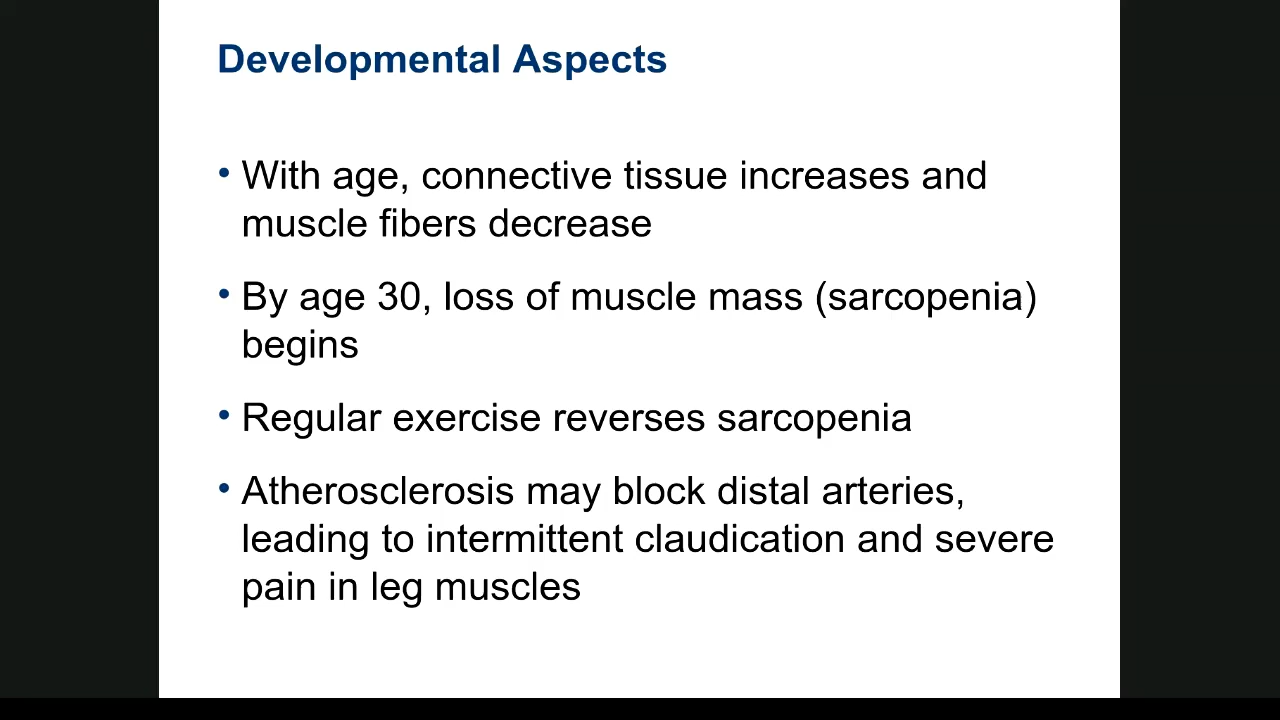 Developmental Aspects
• With age, connective tissue increases and
muscle fibers decrease
• By age 30, loss of muscle mass (sarcopenia)
begins
• Regular exercise reverses sarcopenia
• Atherosclerosis may block distal arteries,
leading to intermittent claudication and severe
pain in leg muscles